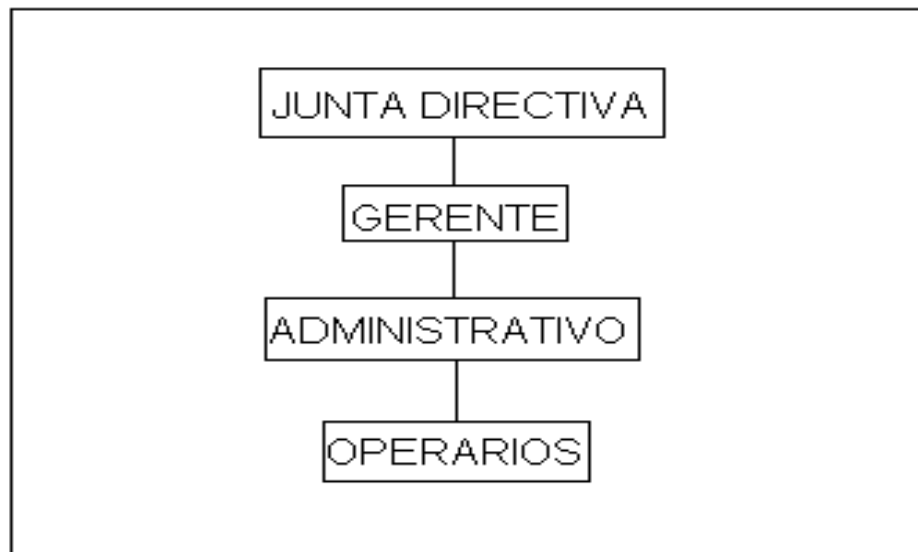 JUNTA DIRECTIVA
GERENTE
ADMINISTRATIVO
OPERARIOS